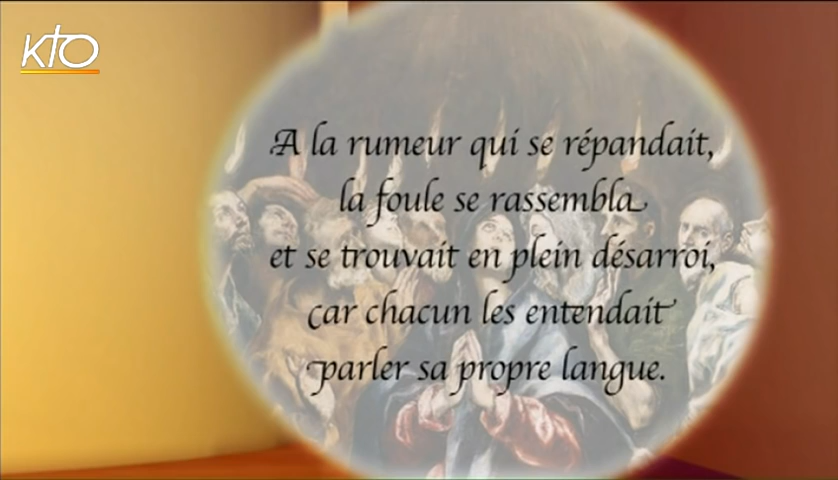 KTO
A la rumeur qui se répandait,
la foule se rassembla
et se trouvait en plein désarroi,
car chacun les entendait
parler sa propre langue.